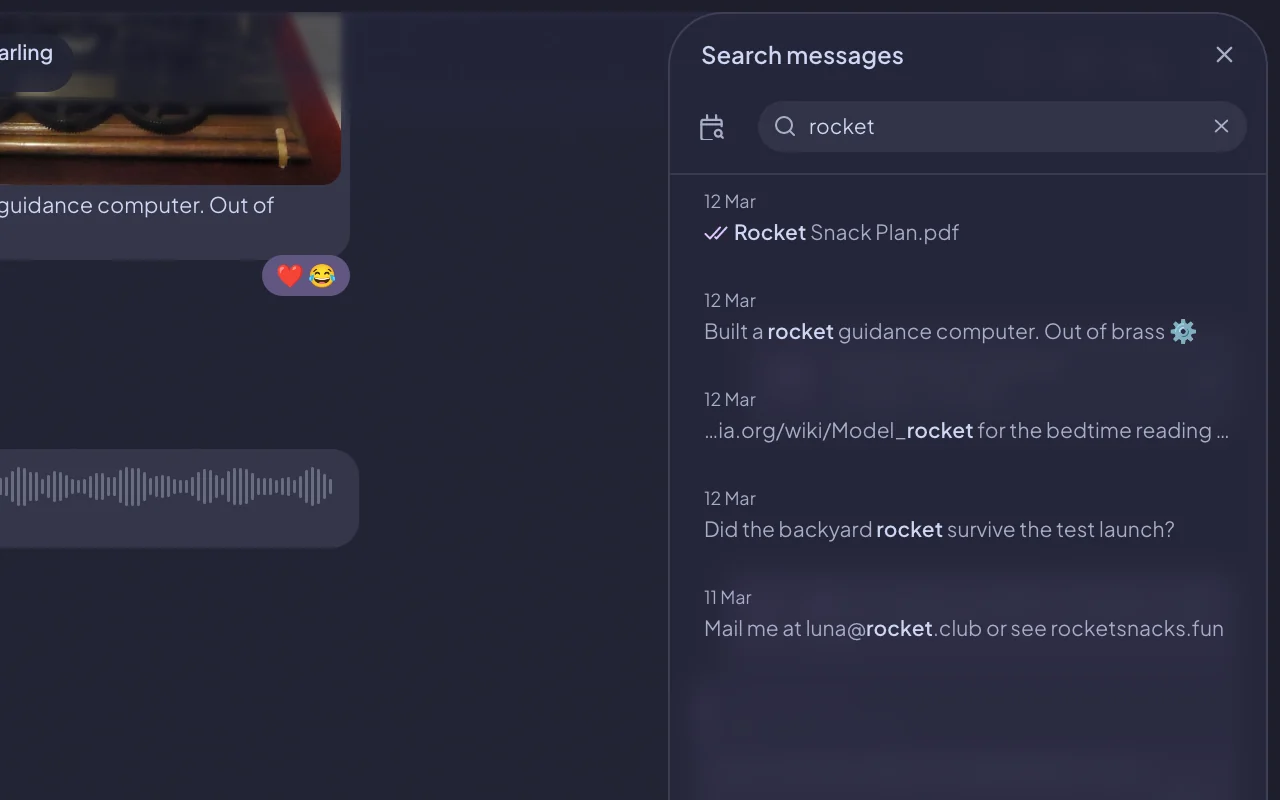 arling
guidance computer. Out of
❤️ 😂
Search messages
rocket
12 Mar
Rocket Snack Plan.pdf
12 Mar
Built a rocket guidance computer. Out of brass ⚙️
12 Mar
...ia.org/wiki/Model_rocket for the bedtime reading ...
12 Mar
Did the backyard rocket survive the test launch?
11 Mar
Mail me at luna@rocket.club or see rocketsnacks.fun